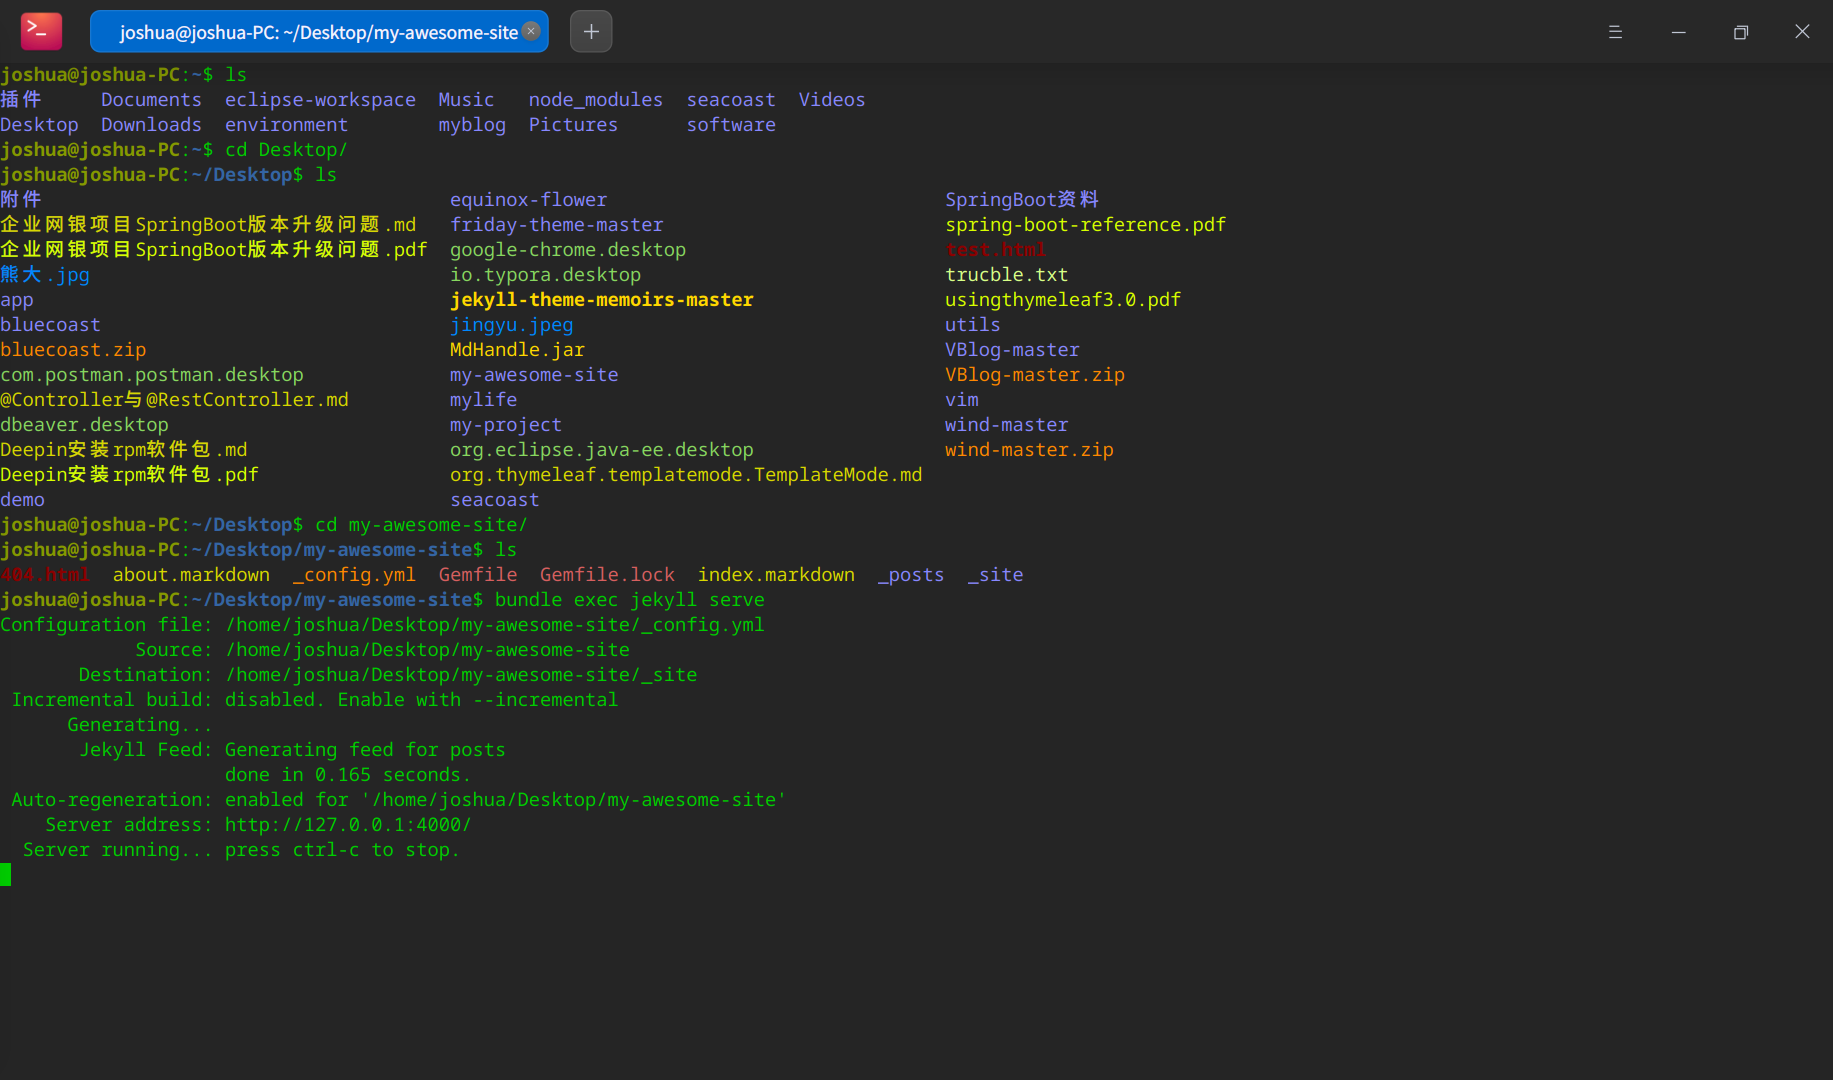 joshua@joshua-PC: ~/Desktop/my-awesome-site
joshua@joshua-PC:~$ ls
插件 Documents eclipse-workspace Music node_modules seacoast Videos
Desktop Downloads environment myblog Pictures software
joshua@joshua-PC:~$ cd Desktop/
joshua@joshua-PC:~/Desktop$ ls
附件 equinox-flower SpringBoot资料
企业网银项目SpringBoot版本升级问题.md friday-theme-master spring-boot-reference.pdf
企业网银项目SpringBoot版本升级问题.pdf google-chrome.desktop test.html
熊大.jpg io.typora.desktop trucble.txt
app jekyll-theme-memoirs-master usingthymeleaf3.0.pdf
bluecoast jingyu.jpeg utils
bluecoast.zip MdHandle.jar VBlog-master
com.postman.postman.desktop my-awesome-site VBlog-master.zip
@Controller与@RestController.md mylife vim
dbeaver.desktop my-project wind-master
Deepin安装rpm软件包.md org.eclipse.java-ee.desktop wind-master.zip
Deepin安装rpm软件包.pdf org.thymeleaf.templatemode.TemplateMode.md
demo seacoast
joshua@joshua-PC:~/Desktop$ cd my-awesome-site/
joshua@joshua-PC:~/Desktop/my-awesome-site$ ls
404.html about.markdown _config.yml Gemfile Gemfile.lock index.markdown _posts _site
joshua@joshua-PC:~/Desktop/my-awesome-site$ bundle exec jekyll serve
Configuration file: /home/joshua/Desktop/my-awesome-site/_config.yml
Source: /home/joshua/Desktop/my-awesome-site
Destination: /home/joshua/Desktop/my-awesome-site/_site
Incremental build: disabled. Enable with --incremental
Generating...
Jekyll Feed: Generating feed for posts
done in 0.165 seconds.
Auto-regeneration: enabled for '/home/joshua/Desktop/my-awesome-site'
Server address: http://127.0.0.1:4000/
Server running... press ctrl-c to stop.